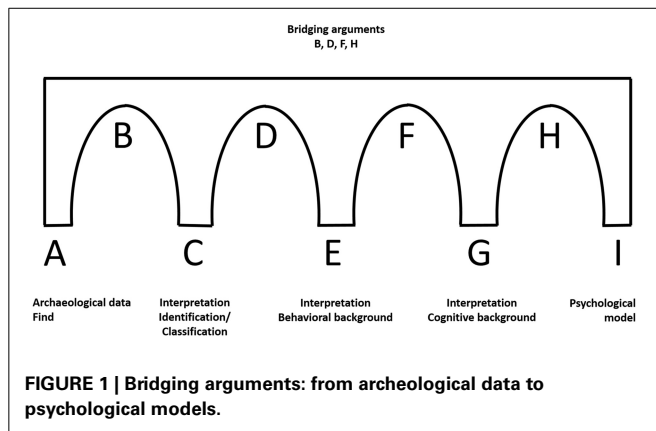 Bridging arguments
B, D, F, H
B D F H
A C E G I
Archaeological data Interpretation Interpretation Interpretation Psychological
Find Identification/ Behavioral background Cognitive background model
Classification
FIGURE 1 | Bridging arguments: from archeological data to
psychological models.